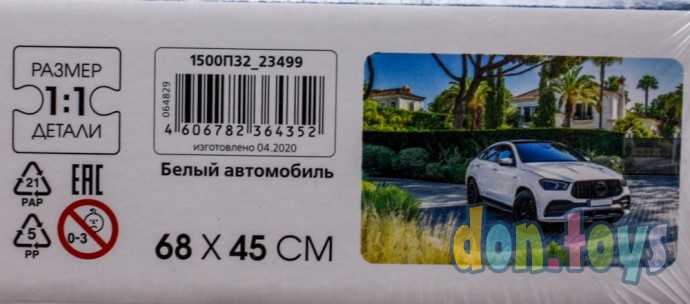 РАЗМЕР
1:1
ДЕТАЛИ
21
PAP
5
PP
EAC
0-3
1500П32_23499
064829
4 606782 364352
изготовлено 04.2020
Белый автомобиль
68 X 45 СМ
don.toys